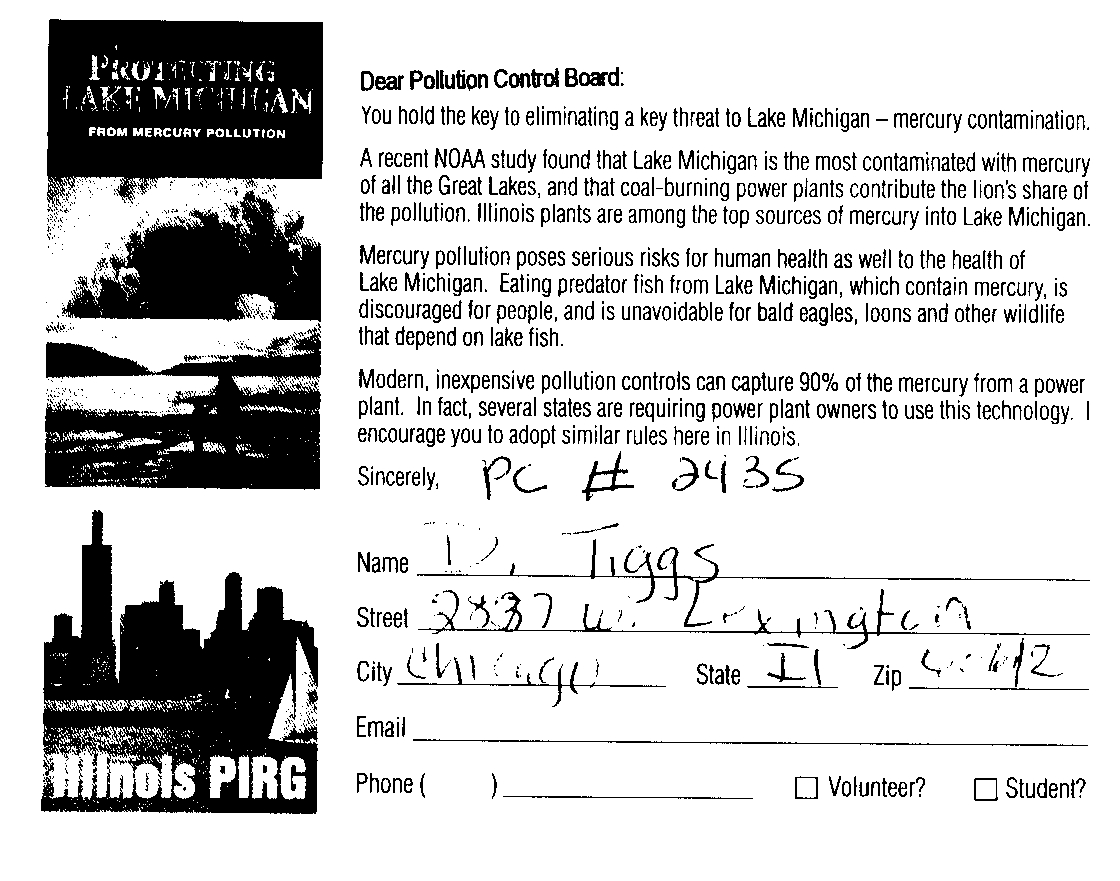 PROTECTING
LAKE MICHIGAN
FROM MERCURY POLLUTION
Dear Pollution Control Board:
You hold the key to eliminating a key threat to Lake Michigan – mercury contamination.
A recent NOAA study found that Lake Michigan is the most contaminated with mercury
of all the Great Lakes, and that coal-burning power plants contribute the lion's share of
the pollution. Illinois plants are among the top sources of mercury into Lake Michigan.
Mercury pollution poses serious risks for human health as well to the health of
Lake Michigan. Eating predator fish from Lake Michigan, which contain mercury, is
discouraged for people, and is unavoidable for bald eagles, loons and other wildlife
that depend on lake fish.
Modern, inexpensive pollution controls can capture 90% of the mercury from a power
plant. In fact, several states are requiring power plant owners to use this technology. I
encourage you to adopt similar rules here in Illinois.
Sincerely, PC # 2435
Name D. Tiggs
Street W. Lexington
City Chicago State Il Zip
Email
Phone ( ) Volunteer? Student?
Illinois PIRG